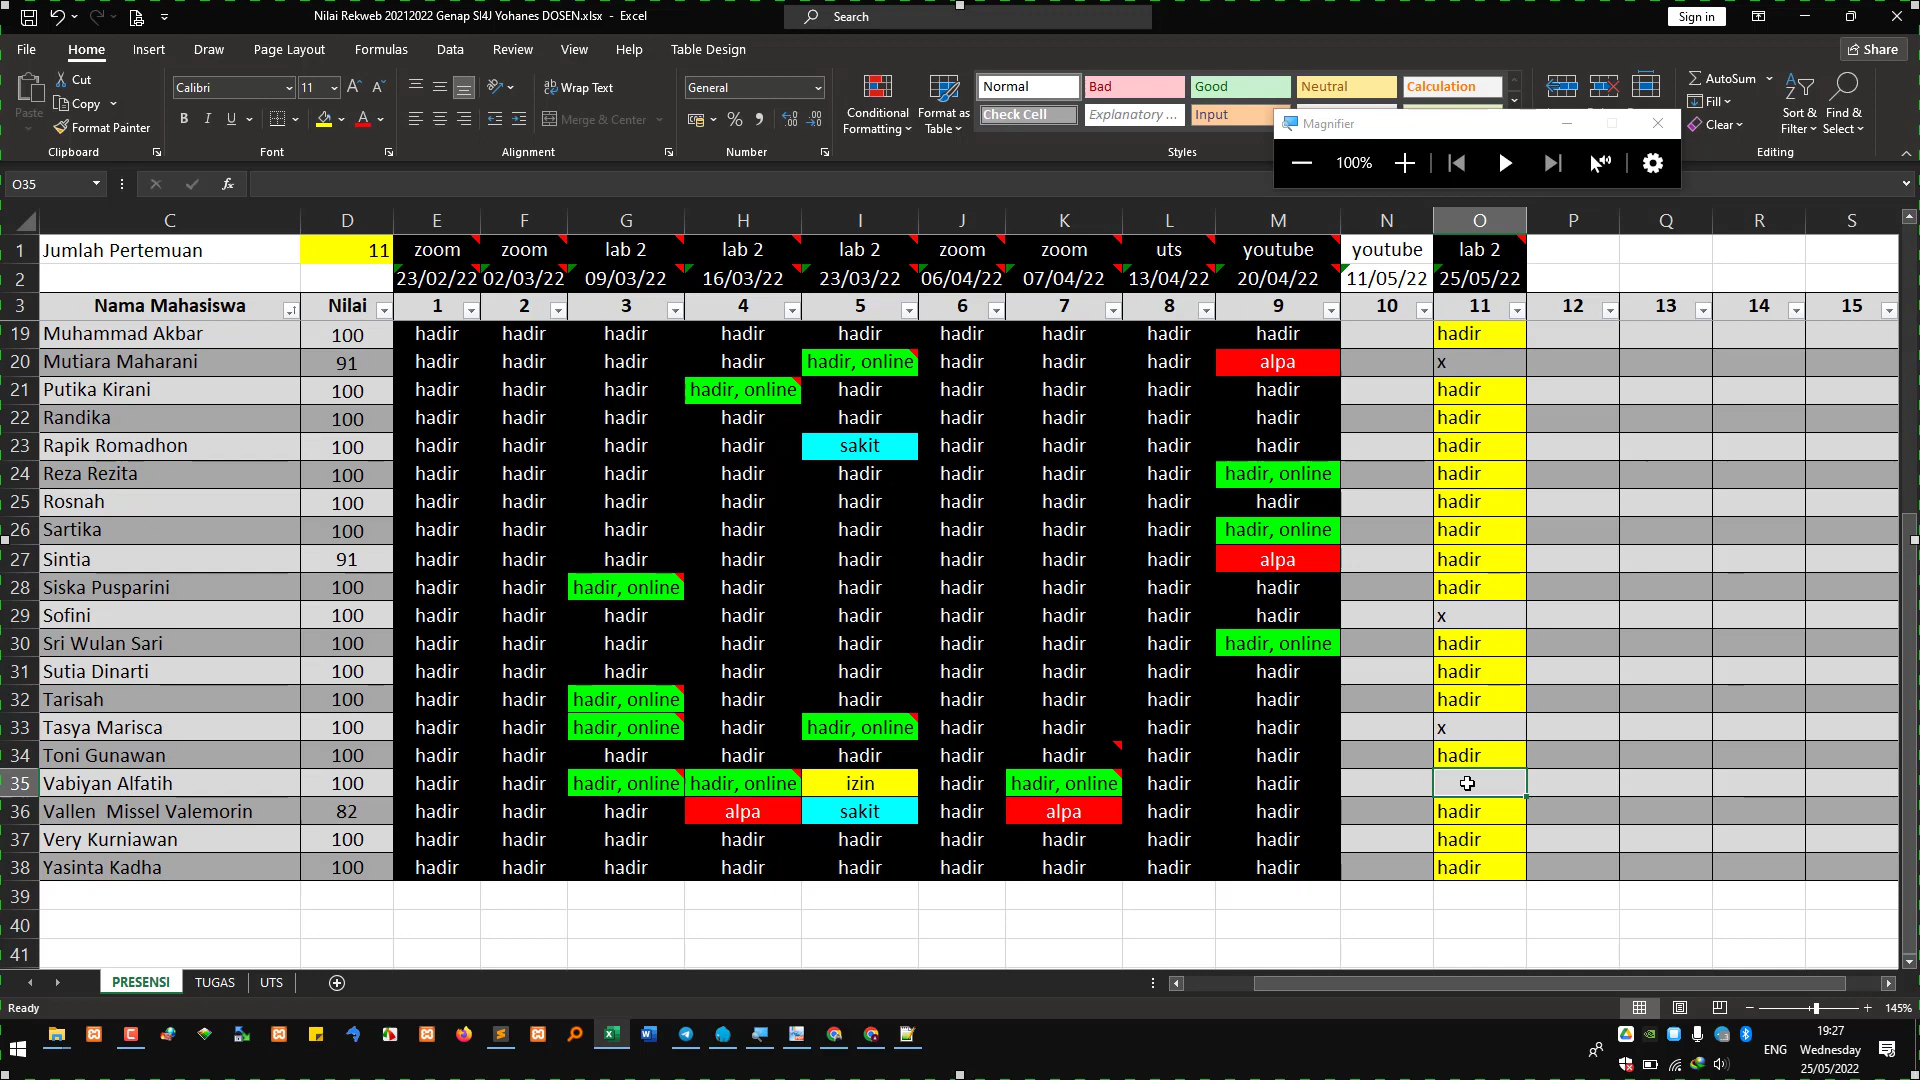 Nilai Rekweb 20212022 Genap SI4J Yohanes DOSEN.xlsx - Excel
Search
Sign in
File Home Insert Draw Page Layout Formulas Data Review View Help Table Design
Share
Paste
Cut
Copy
Format Painter
Clipboard
Calibri 11
B I U
Font
Wrap Text
Merge & Center
Alignment
General
Number
Conditional Formatting
Format as Table
Normal Bad Good Neutral Calculation
Check Cell Explanatory ... Input
Styles
AutoSum
Fill
Clear
Sort & Filter
Find & Select
Editing
Magnifier
100%
O35
fx
C D E F G H I J K L M N O P Q R S
1 Jumlah Pertemuan 11 zoom zoom lab 2 lab 2 lab 2 zoom zoom uts youtube youtube lab 2
2 23/02/22 02/03/22 09/03/22 16/03/22 23/03/22 06/04/22 07/04/22 13/04/22 20/04/22 11/05/22 25/05/22
3 Nama Mahasiswa Nilai 1 2 3 4 5 6 7 8 9 10 11 12 13 14 15
19 Muhammad Akbar 100 hadir hadir hadir hadir hadir hadir hadir hadir hadir hadir
20 Mutiara Maharani 91 hadir hadir hadir hadir hadir, online hadir hadir hadir alpa x
21 Putika Kirani 100 hadir hadir hadir hadir, online hadir hadir hadir hadir hadir hadir
22 Randika 100 hadir hadir hadir hadir hadir hadir hadir hadir hadir hadir
23 Rapik Romadhon 100 hadir hadir hadir hadir sakit hadir hadir hadir hadir hadir
24 Reza Rezita 100 hadir hadir hadir hadir hadir hadir hadir hadir hadir, online hadir
25 Rosnah 100 hadir hadir hadir hadir hadir hadir hadir hadir hadir hadir
26 Sartika 100 hadir hadir hadir hadir hadir hadir hadir hadir hadir, online hadir
27 Sintia 91 hadir hadir hadir hadir hadir hadir hadir hadir alpa hadir
28 Siska Pusparini 100 hadir hadir hadir, online hadir hadir hadir hadir hadir hadir hadir
29 Sofini 100 hadir hadir hadir hadir hadir hadir hadir hadir hadir x
30 Sri Wulan Sari 100 hadir hadir hadir hadir hadir hadir hadir hadir hadir, online hadir
31 Sutia Dinarti 100 hadir hadir hadir hadir hadir hadir hadir hadir hadir hadir
32 Tarisah 100 hadir hadir hadir, online hadir hadir hadir hadir hadir hadir hadir
33 Tasya Marisca 100 hadir hadir hadir, online hadir hadir, online hadir hadir hadir hadir x
34 Toni Gunawan 100 hadir hadir hadir hadir hadir hadir hadir hadir hadir hadir
35 Vabiyan Alfatih 100 hadir hadir hadir, online hadir, online izin hadir hadir, online hadir hadir
36 Vallen Missel Valemorin 82 hadir hadir hadir alpa sakit hadir alpa hadir hadir hadir
37 Very Kurniawan 100 hadir hadir hadir hadir hadir hadir hadir hadir hadir hadir
38 Yasinta Kadha 100 hadir hadir hadir hadir hadir hadir hadir hadir hadir hadir
39
40
41
PRESENSI TUGAS UTS
Ready
145%
19:27
ENG Wednesday
25/05/2022